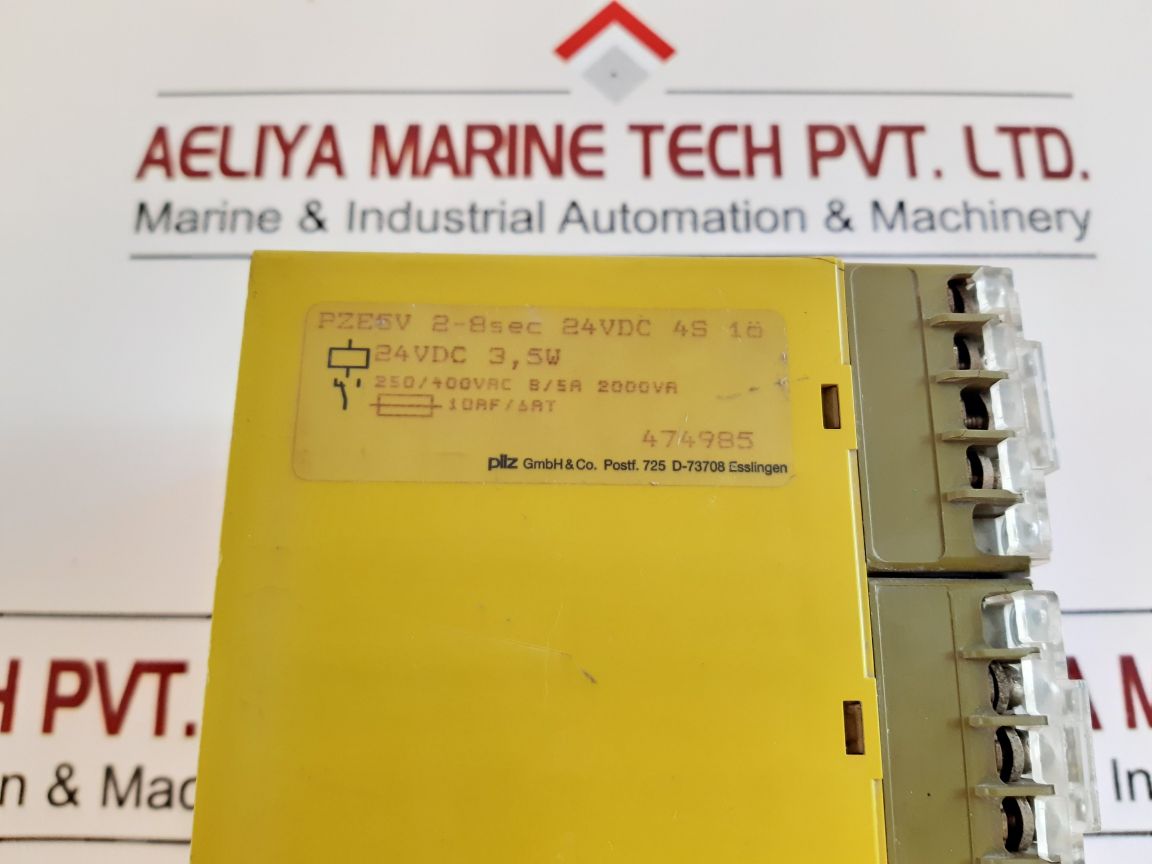 AELIYA MARINE TECH PVT. LTD.
Marine & Industrial Automation & Machinery
PZE5V 2-8sec 24VDC 4S 1ö
24VDC 3,5W
250/400VAC 8/5A 2000VA
10AF/6AT
474985
pilz GmbH & Co. Postf. 725 D-73708 Esslingen
H PVT.
A M
n & Mac
In